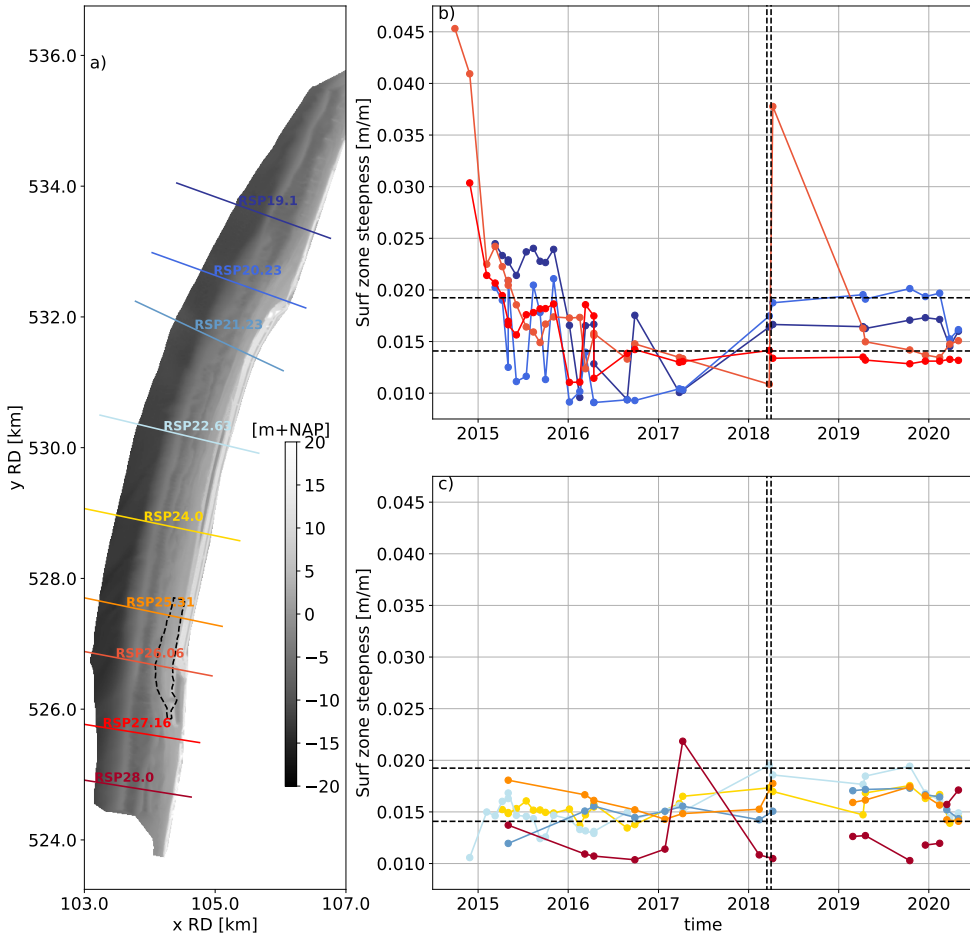 a)
536.0
534.0
532.0
530.0
528.0
526.0
524.0
y RD [km]
103.0
105.0
107.0
x RD [km]
RSP19.1
RSP20.23
RSP21.23
RSP22.63
RSP24.0
RSP25.31
RSP26.06
RSP27.16
RSP28.0
[m+NAP]
20
15
10
5
0
−5
−10
−15
−20
b)
0.045
0.040
0.035
0.030
0.025
0.020
0.015
0.010
Surf zone steepness [m/m]
2015
2016
2017
2018
2019
2020
c)
0.045
0.040
0.035
0.030
0.025
0.020
0.015
0.010
Surf zone steepness [m/m]
2015
2016
2017
2018
2019
2020
time